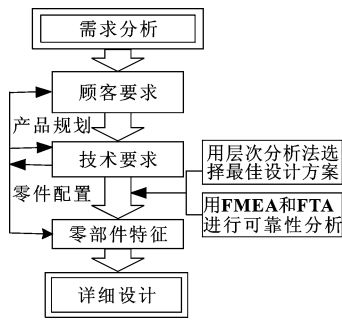 需求分析
顾客要求
产品规划
技术要求
用层次分析法选
择最佳设计方案
零件配置
用FMEA和FTA
进行可靠性分析
零部件特征
详细设计